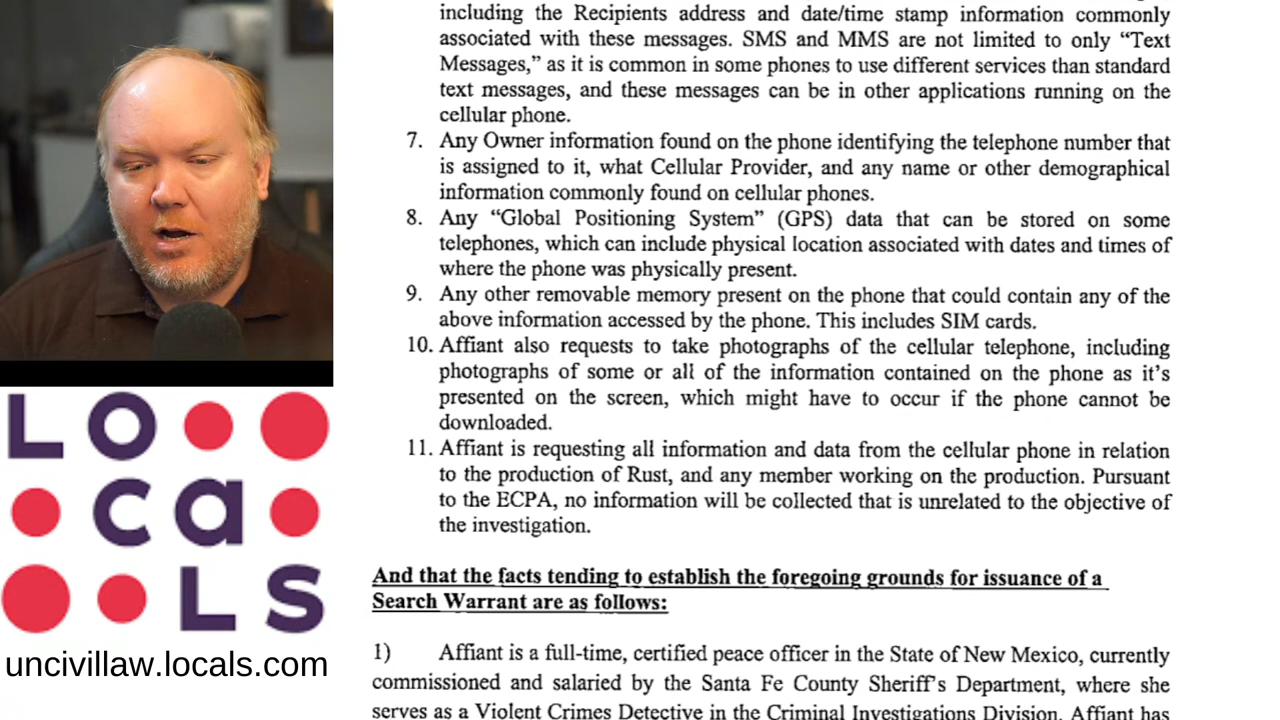 including the Recipients address and date/time stamp information commonly
associated with these messages. SMS and MMS are not limited to only “Text
Messages,” as it is common in some phones to use different services than standard
text messages, and these messages can be in other applications running on the
cellular phone.
7. Any Owner information found on the phone identifying the telephone number that
is assigned to it, what Cellular Provider, and any name or other demographical
information commonly found on cellular phones.
8. Any “Global Positioning System” (GPS) data that can be stored on some
telephones, which can include physical location associated with dates and times of
where the phone was physically present.
9. Any other removable memory present on the phone that could contain any of the
above information accessed by the phone. This includes SIM cards.
10. Affiant also requests to take photographs of the cellular telephone, including
photographs of some or all of the information contained on the phone as it’s
presented on the screen, which might have to occur if the phone cannot be
downloaded.
11. Affiant is requesting all information and data from the cellular phone in relation
to the production of Rust, and any member working on the production. Pursuant
to the ECPA, no information will be collected that is unrelated to the objective of
the investigation.
And that the facts tending to establish the foregoing grounds for issuance of a
Search Warrant are as follows:
1) Affiant is a full-time, certified peace officer in the State of New Mexico, currently
commissioned and salaried by the Santa Fe County Sheriff’s Department, where she
serves as a Violent Crimes Detective in the Criminal Investigations Division. Affiant has
LO
ca
LS
uncivillaw.locals.com